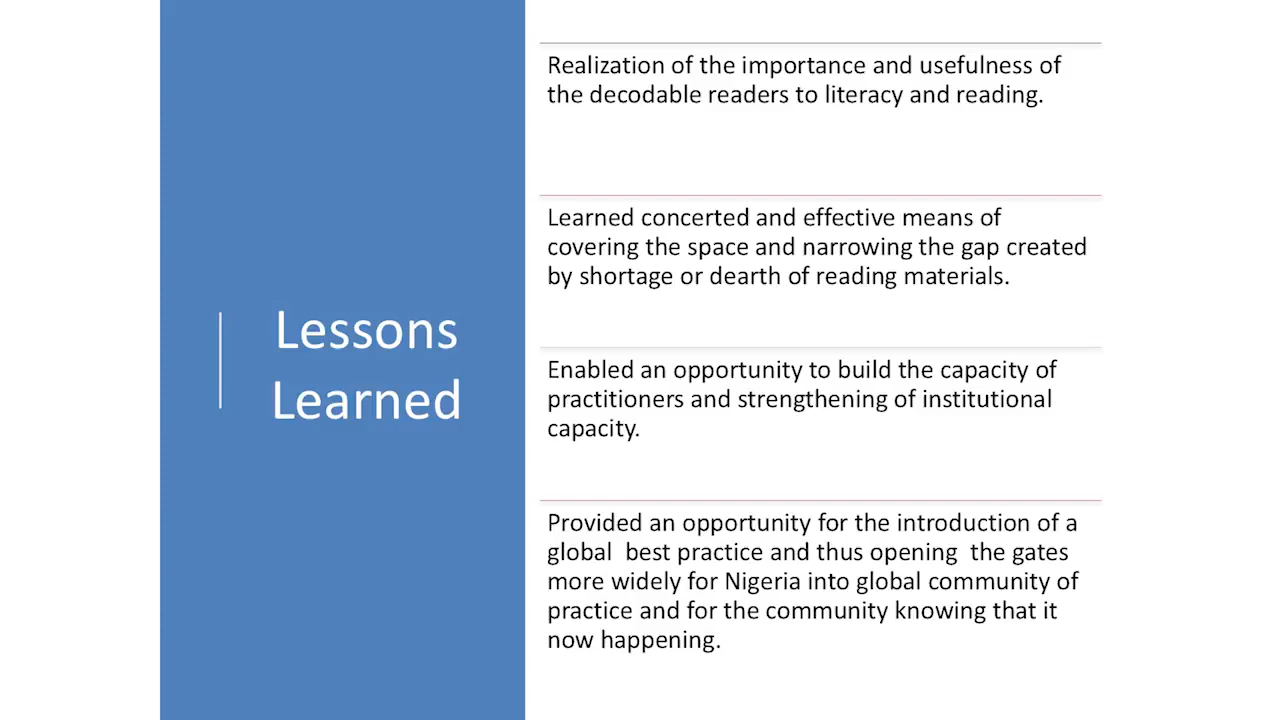 Lessons
Learned
Realization of the importance and usefulness of
the decodable readers to literacy and reading.
Learned concerted and effective means of
covering the space and narrowing the gap created
by shortage or dearth of reading materials.
Enabled an opportunity to build the capacity of
practitioners and strengthening of institutional
capacity.
Provided an opportunity for the introduction of a
global  best practice and thus opening  the gates
more widely for Nigeria into global community of
practice and for the community knowing that it
now happening.